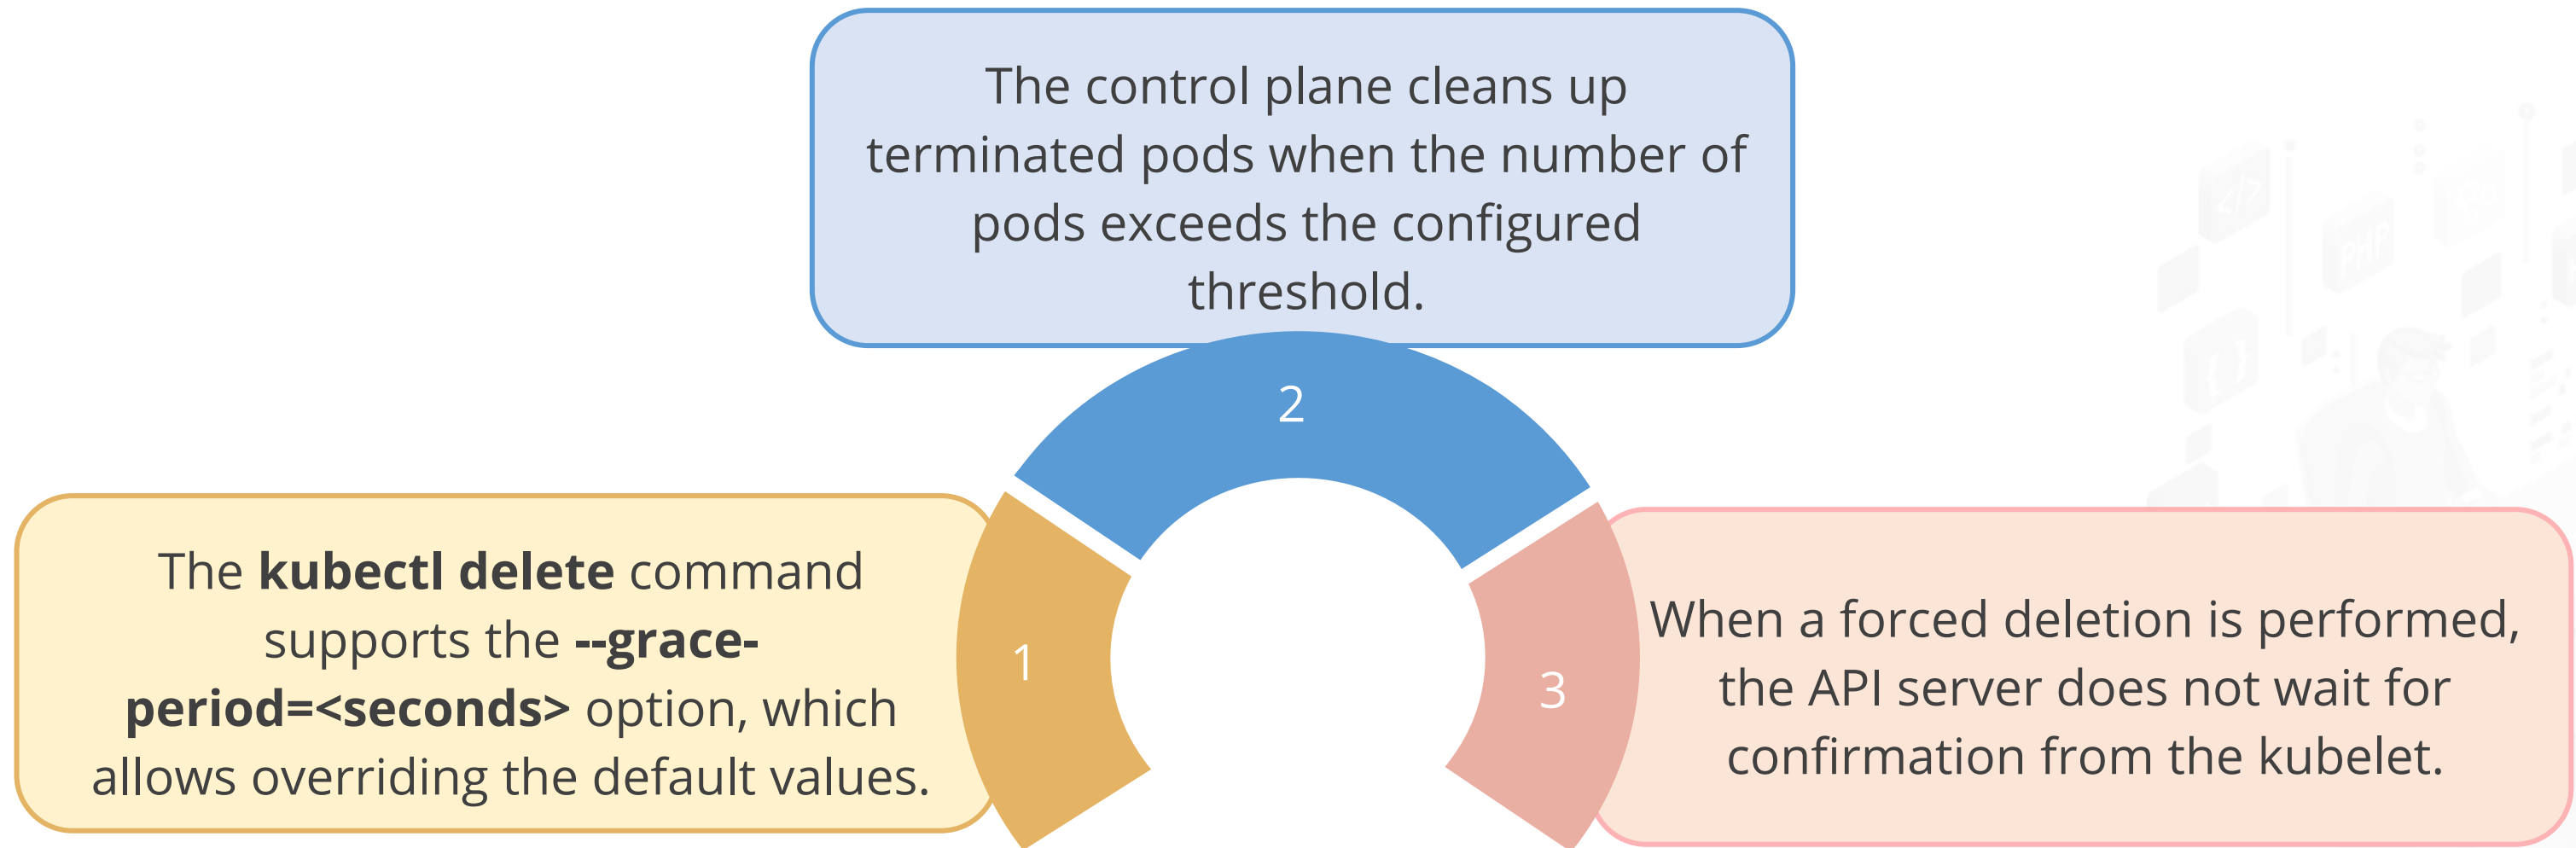 The control plane cleans up
terminated pods when the number of
pods exceeds the configured
threshold.
2
The kubectl delete command
supports the --grace-
period=<seconds> option, which
allows overriding the default values.
1
3
When a forced deletion is performed,
the API server does not wait for
confirmation from the kubelet.
</?
PHP
{ }